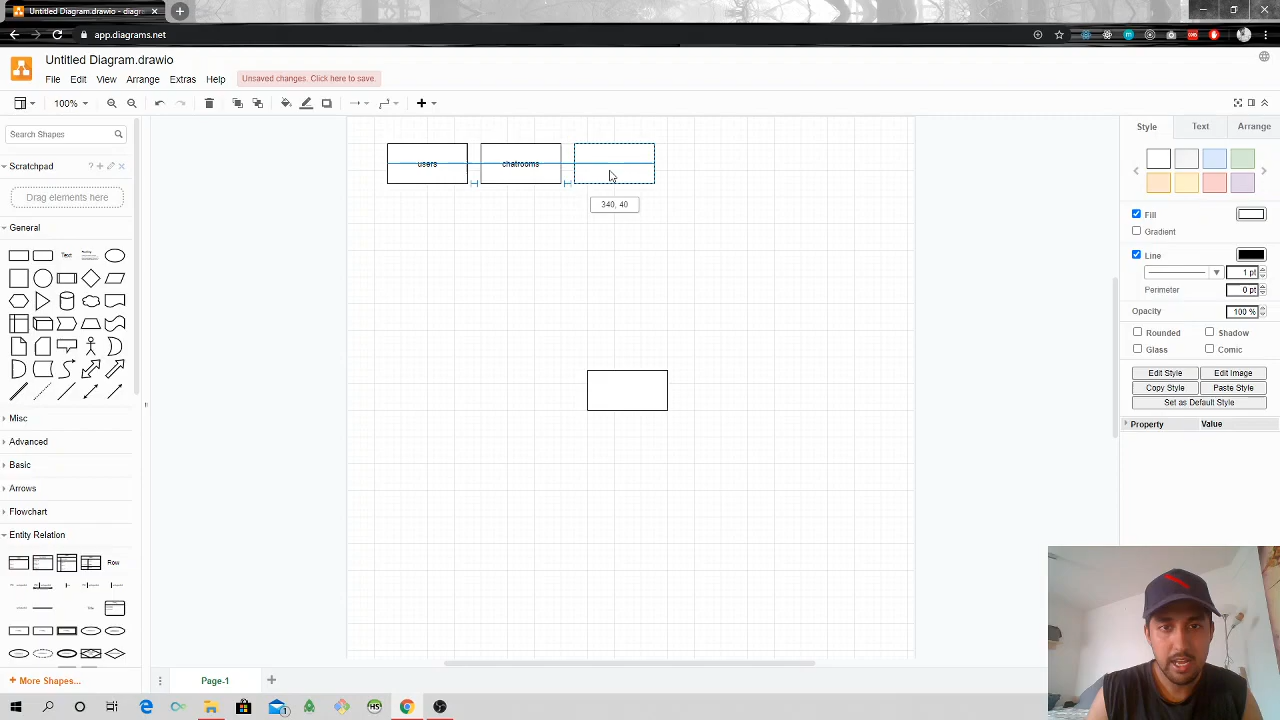 Untitled Diagram.drawio - diagr
app.diagrams.net
Untitled Diagram.drawio
File Edit View Arrange Extras Help
Unsaved changes. Click here to save.
100%
Search Shapes
Scratchpad
Drag elements here
General
Text
Misc
Advanced
Basic
Arrows
Flowchart
Entity Relation
Row
More Shapes...
users
chatrooms
340, 40
Page-1
Style Text Arrange
Fill
Gradient
Line
1 pt
Perimeter 0 pt
Opacity 100 %
Rounded Shadow
Glass Comic
Edit Style Edit Image
Copy Style Paste Style
Set as Default Style
Property Value